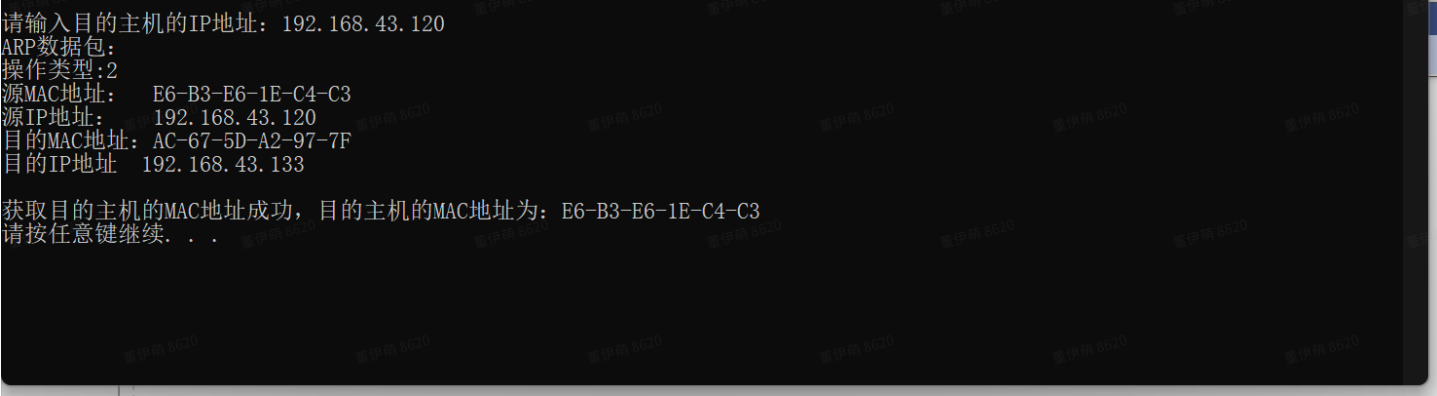 请输入目的主机的IP地址：192.168.43.120
ARP数据包：
操作类型:2
源MAC地址：  E6-B3-E6-1E-C4-C3
源IP地址：   192.168.43.120
目的MAC地址：AC-67-5D-A2-97-7F
目的IP地址  192.168.43.133
获取目的主机的MAC地址成功，目的主机的MAC地址为：E6-B3-E6-1E-C4-C3
请按任意键继续. . .
董伊萌 8620